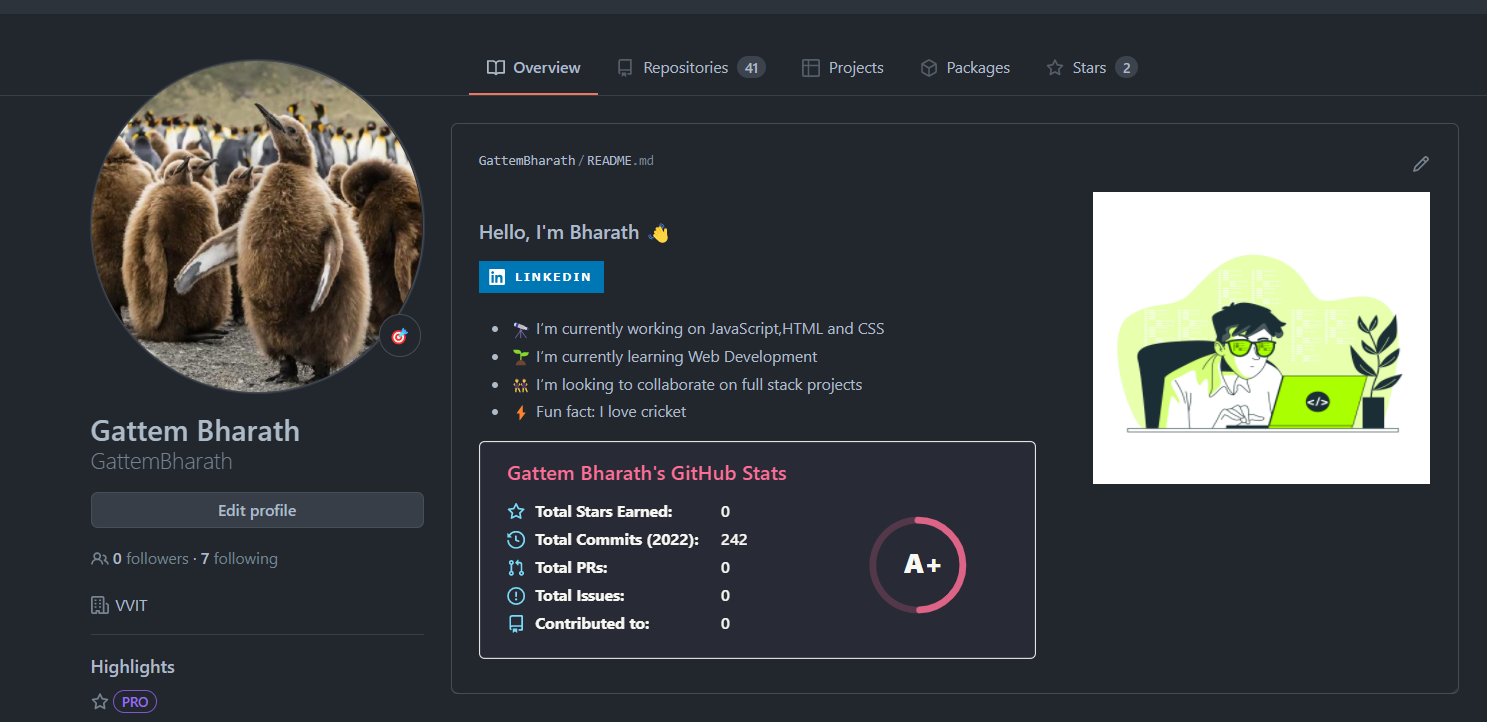 Overview Repositories 41 Projects Packages Stars 2
GattemBharath/README.md
Hello, I'm Bharath
in LINKEDIN
I'm currently working on JavaScript,HTML and CSS
I'm currently learning Web Development
I'm looking to collaborate on full stack projects
Fun fact: I love cricket
</>
Gattem Bharath's GitHub Stats
Total Stars Earned: 0
Total Commits (2022): 242
Total PRs: 0
Total Issues: 0
Contributed to: 0
A+
Gattem Bharath
GattemBharath
Edit profile
0 followers · 7 following
VVIT
Highlights
PRO